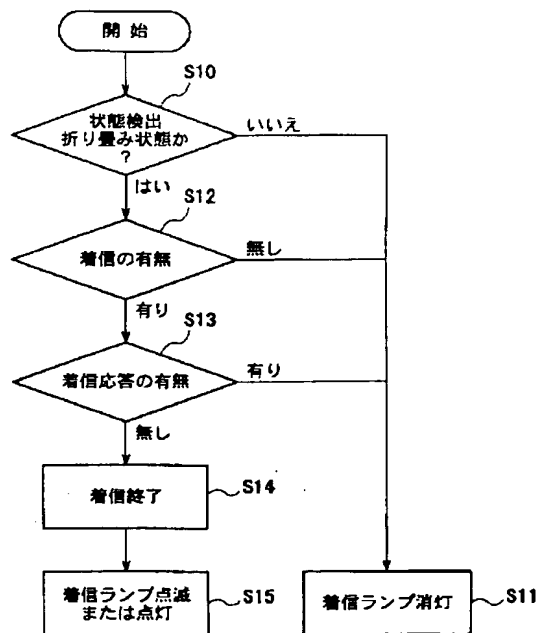 開始
S10
状態検出
折り畳み状態か
?
いいえ
はい
S12
着信の有無
無し
有り
S13
着信応答の有無
有り
無し
着信終了
S14
着信ランプ点滅
または点灯
S15
着信ランプ消灯
S11